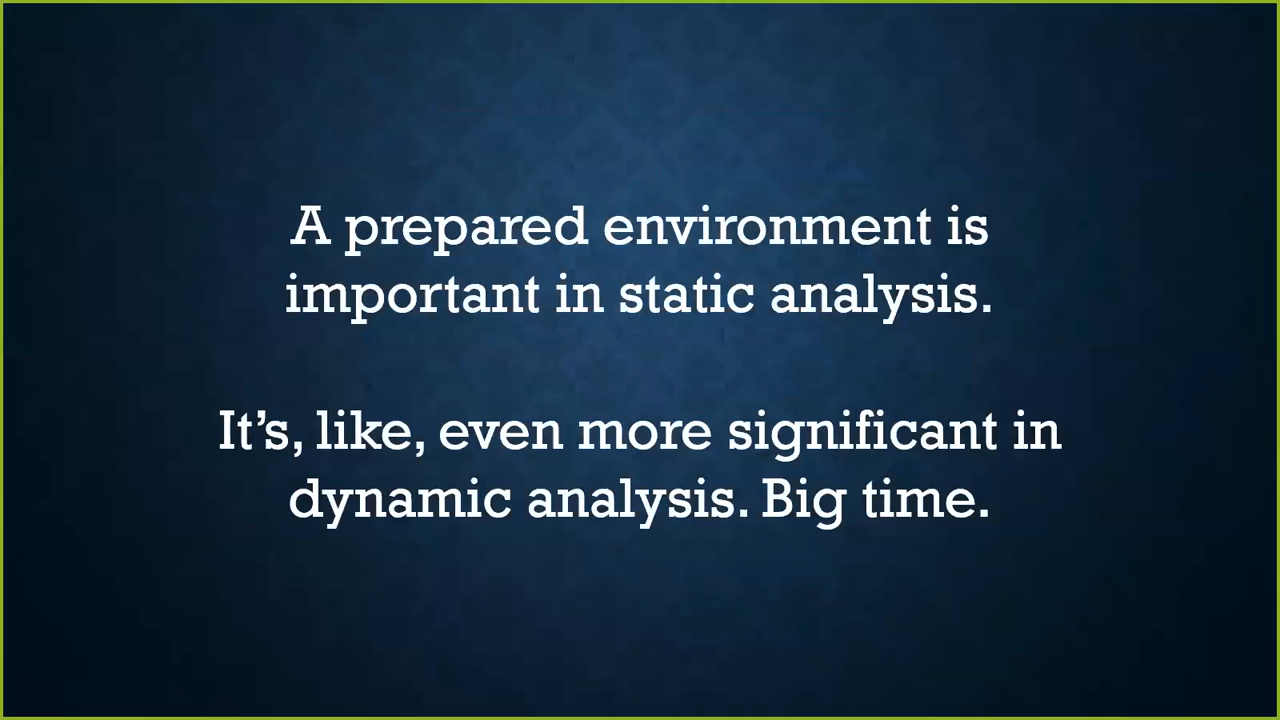 A prepared environment is
important in static analysis.
It’s, like, even more significant in
dynamic analysis. Big time.